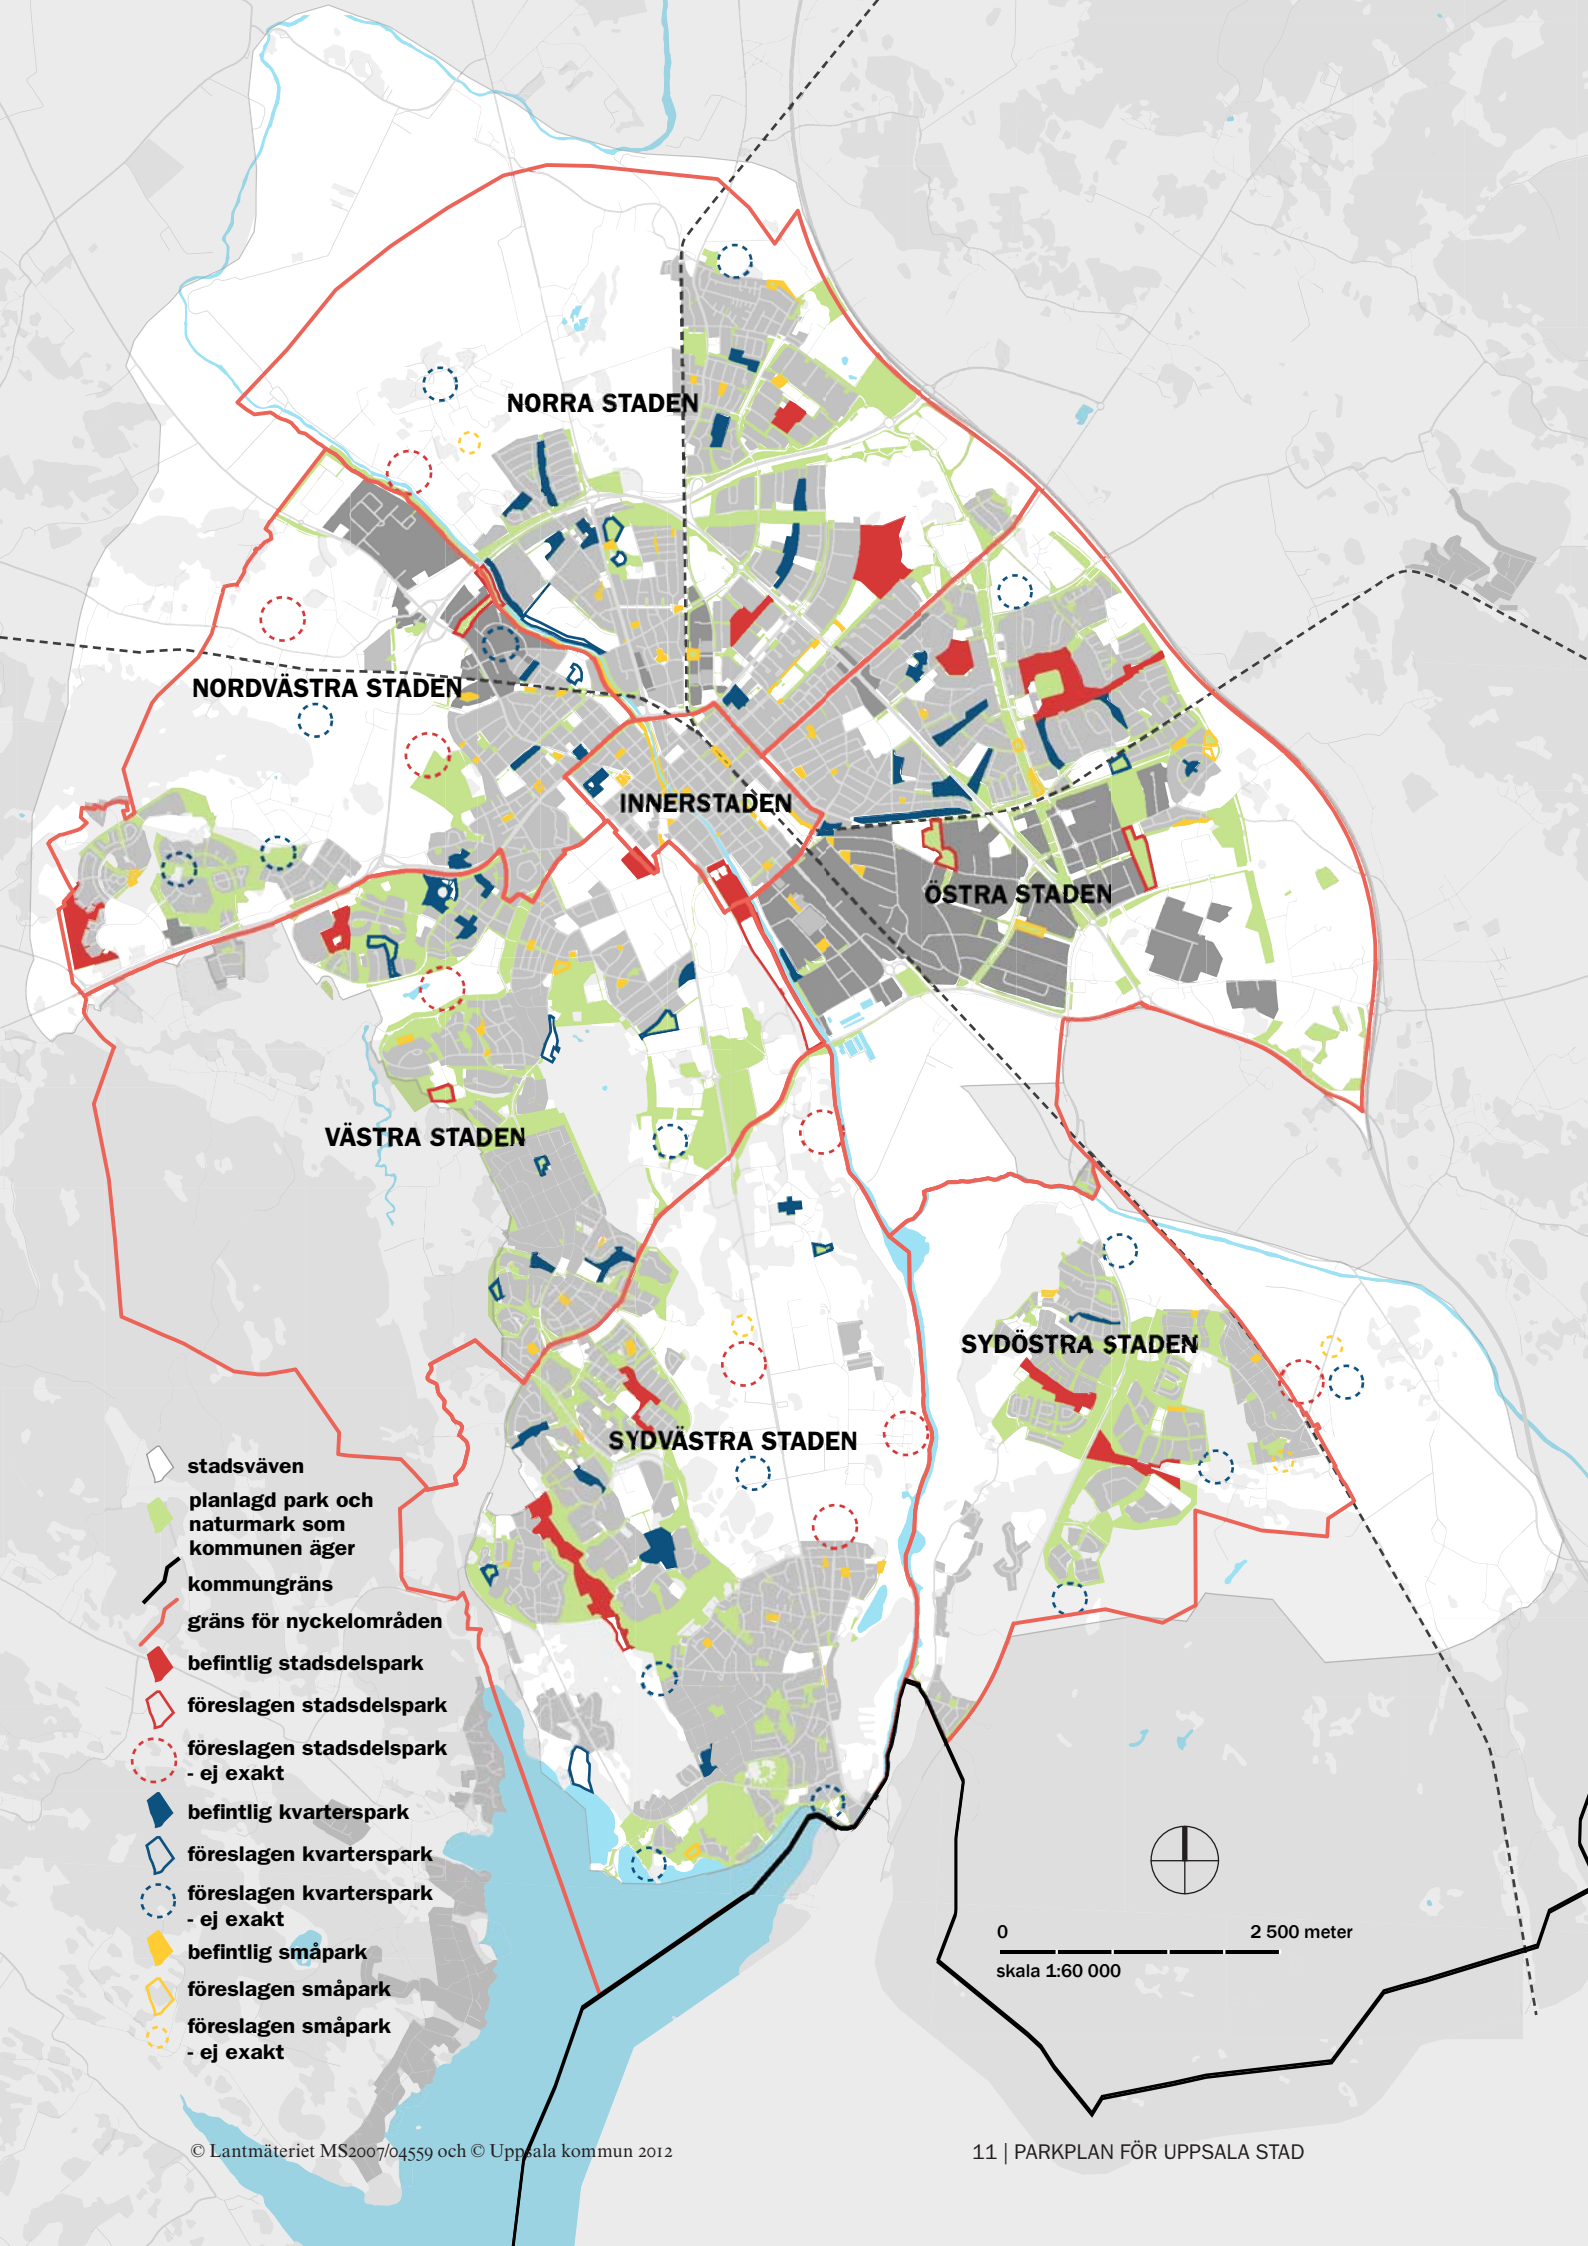 NORRA STADEN
NORDVÄSTRA STADEN
INNERSTADEN
ÖSTRA STADEN
VÄSTRA STADEN
SYDÖSTRA STADEN
SYDVÄSTRA STADEN
stadsväven
planlagd park och
naturmark som
kommunen äger
kommungräns
gräns för nyckelområden
befintlig stadsdelspark
föreslagen stadsdelspark
föreslagen stadsdelspark
- ej exakt
befintlig kvarterspark
föreslagen kvarterspark
föreslagen kvarterspark
- ej exakt
befintlig småpark
föreslagen småpark
föreslagen småpark
- ej exakt
0 2 500 meter
skala 1:60 000
© Lantmäteriet MS2007/04559 och © Uppsala kommun 2012
11 | PARKPLAN FÖR UPPSALA STAD